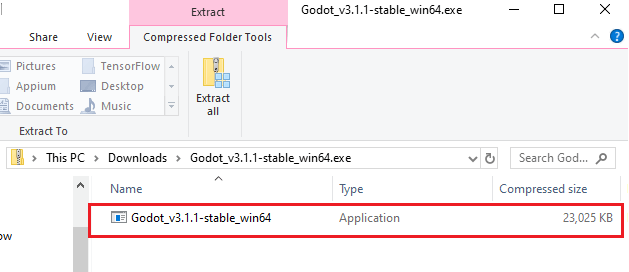 Extract Godot_v3.1.1-stable_win64.exe
Share View Compressed Folder Tools
Pictures TensorFlow
Appium Desktop
Documents Music
Extract all
Extract To
This PC > Downloads > Godot_v3.1.1-stable_win64.exe
Search God...
Name Type Compressed size
Godot_v3.1.1-stable_win64 Application 23,025 KB